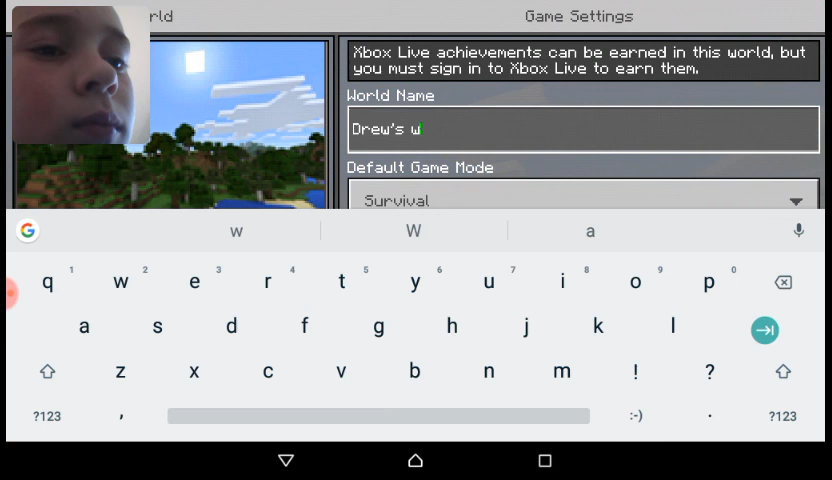 rld
Game Settings
Xbox Live achievements can be earned in this world, but
you must sign in to Xbox Live to earn them.
World Name
Drew's w
Default Game Mode
Survival
G w W a
q 1 w 2 e 3 r 4 t 5 y 6 u 7 i 8 o 9 p 0
a s d f g h j k l
z x c v b n m ! ?
?123 , :-) . ?123